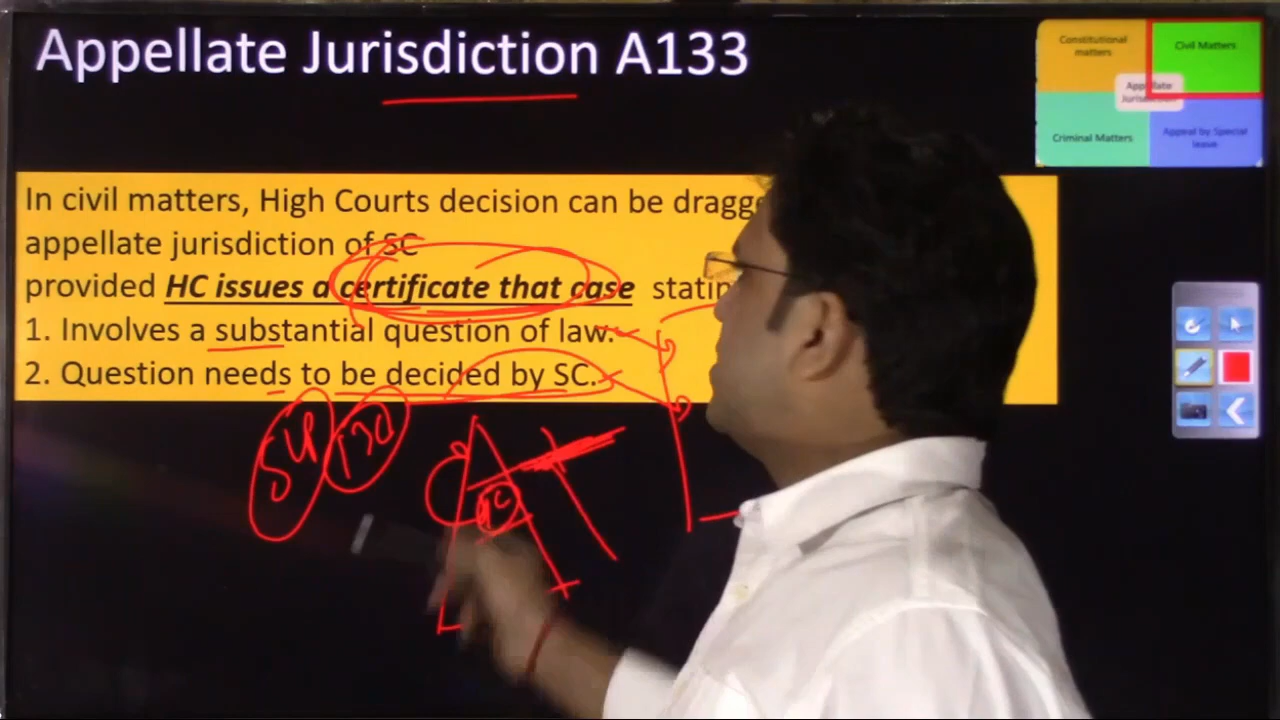 Appellate Jurisdiction A133
Constitutional
matters
Civil Matters
Appellate
Jurisdiction
Criminal Matters
Appeal by Special
leave
In civil matters, High Courts decision can be
appellate jurisdiction of SC
provided HC issues a certificate that case
1. Involves a substantial question of law.
2. Question needs to be decided by SC.